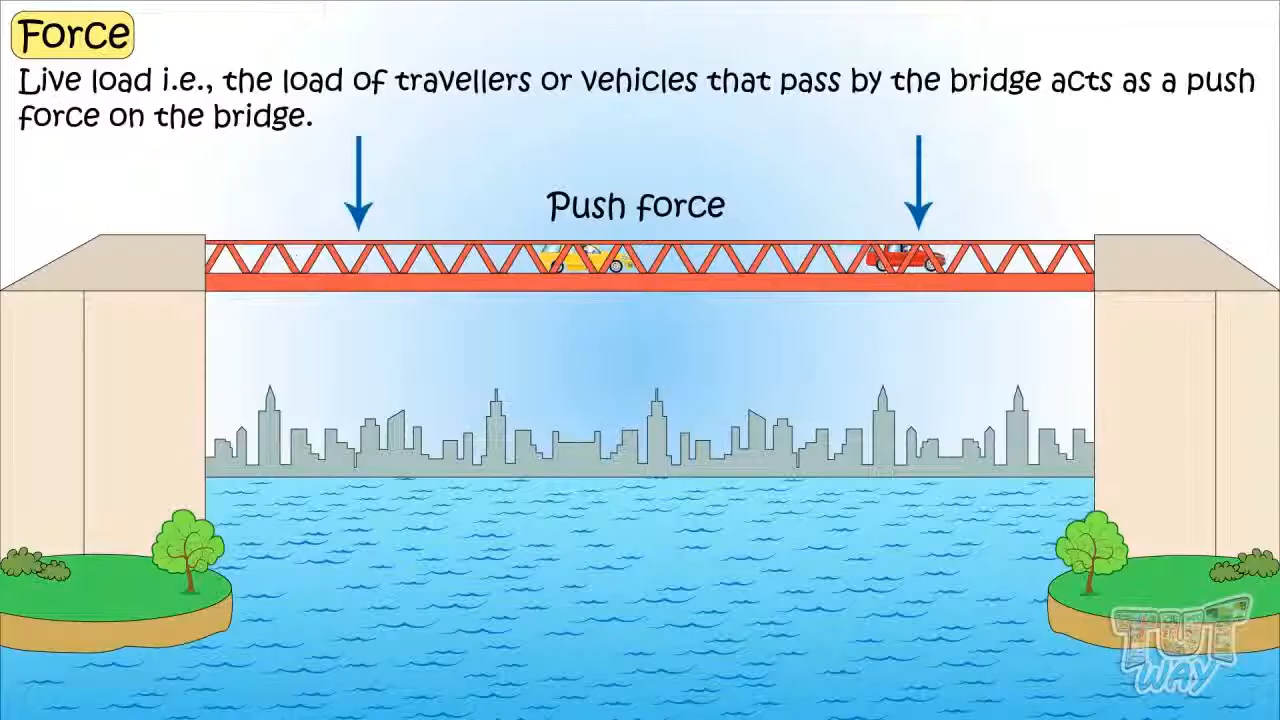 Force
Live load i.e., the load of travellers or vehicles that pass by the bridge acts as a push
force on the bridge.
Push force
TUT
WAY